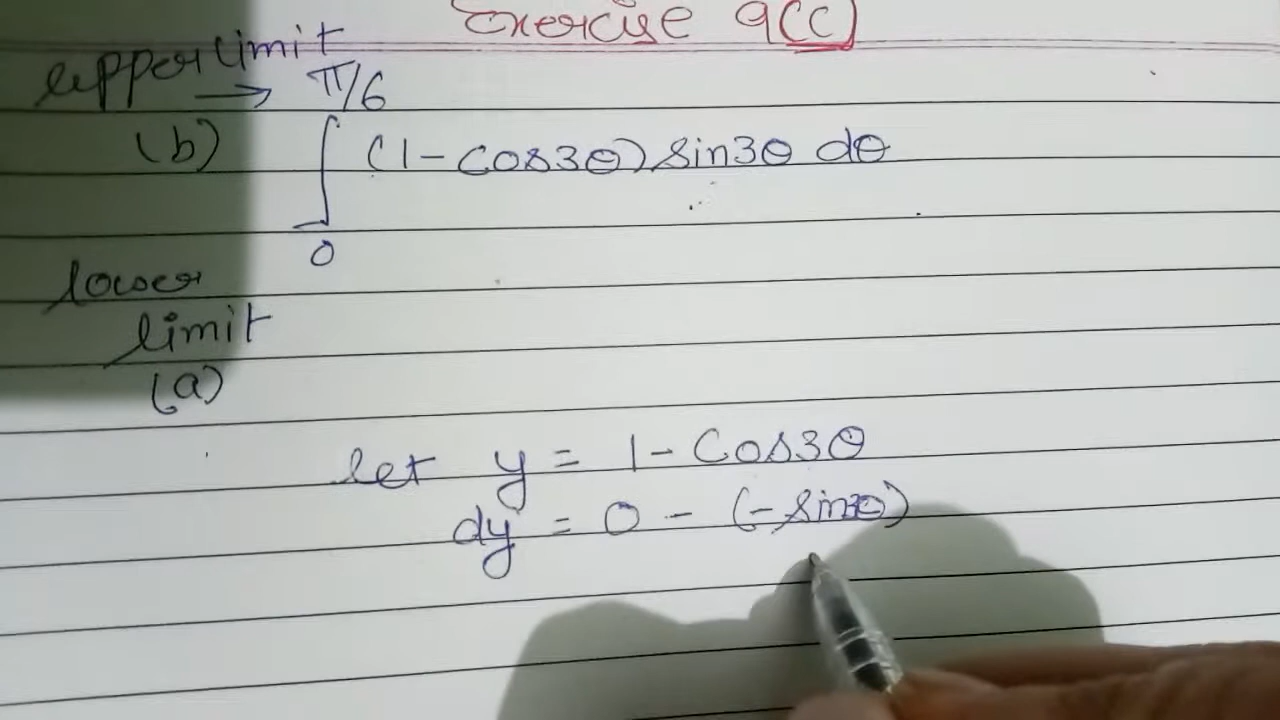 Exercise 9(C)
upper limit
→ π/6
(b) ∫ (1-Cos3θ) sin3θ dθ
0
lower
limit
(a)
let y = 1 - Cos3θ
dy = 0 - (-sin3θ)